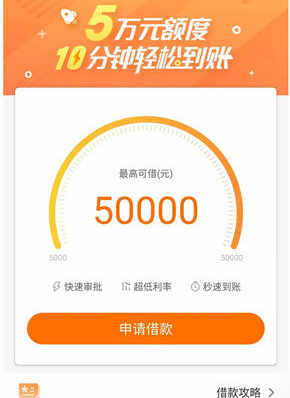 5万元额度
10分钟轻松到账
最高可借(元)
50000
5000 50000
快速审批 超低利率 秒速到账
申请借款
借款攻略 >